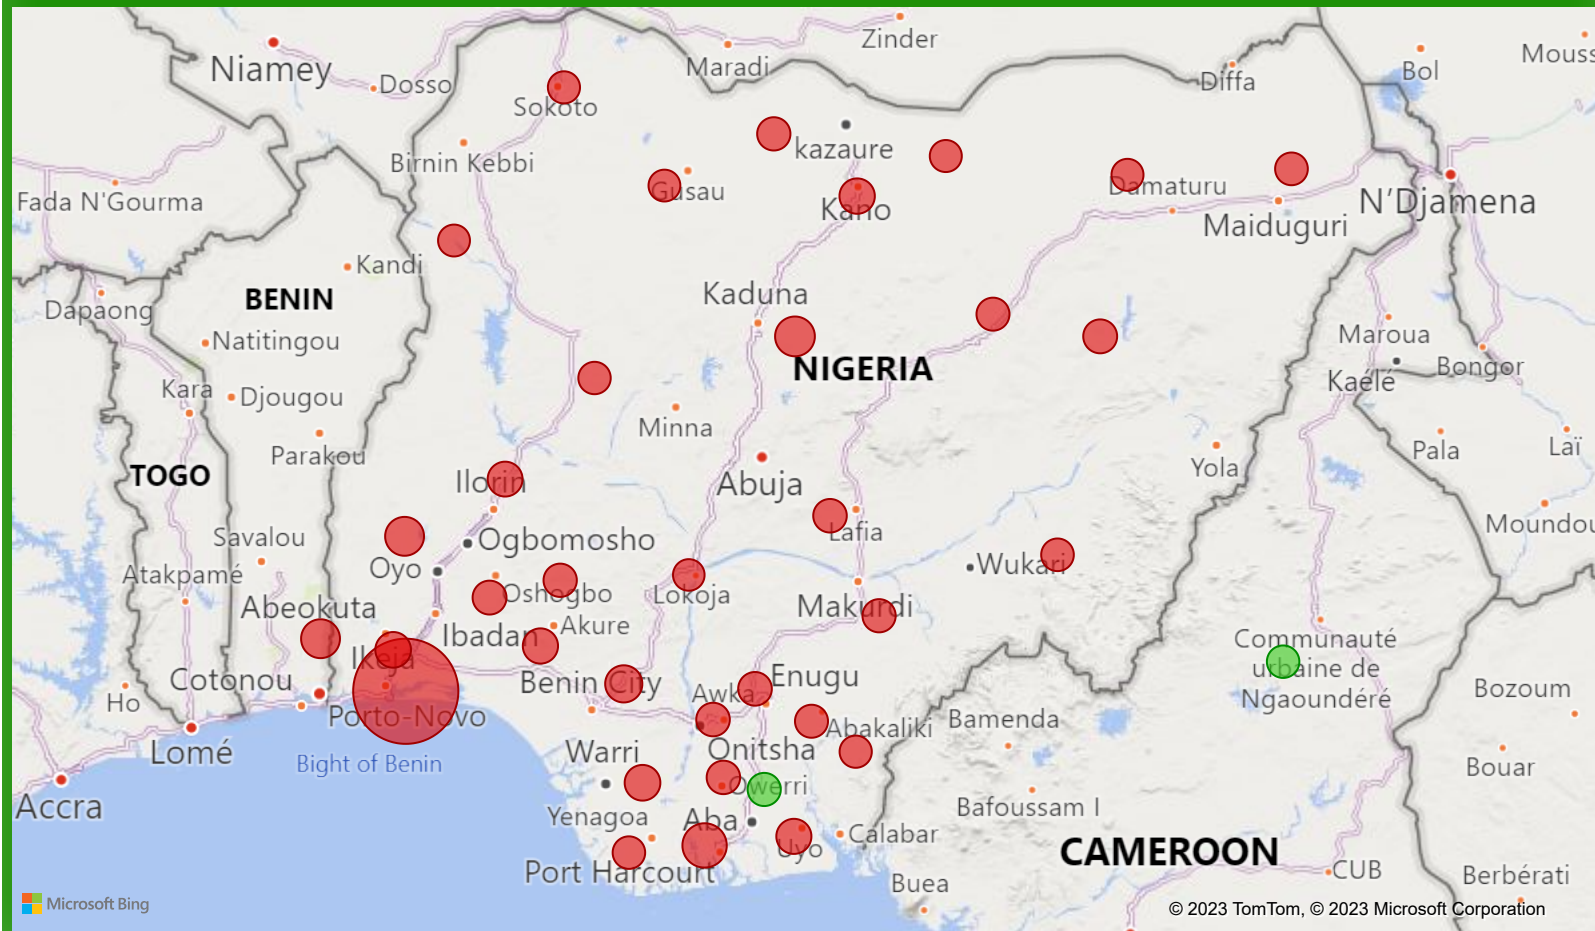 Zinder
Niamey
Maradi
Diffa
Bol
Mouss
Dosso
Sokoto
Birnin Kebbi
kazaure
Fada N'Gourma
Gusau
Kano
Damaturu
N'Djamena
Maiduguri
Kandi
BENIN
Kaduna
Dapaong
Natitingou
Maroua
NIGERIA
Bongor
Kaélé
Kara
Djougou
Minna
Parakou
Pala
Laï
TOGO
Ilorin
Abuja
Yola
Moundou
Savalou
Ogbomosho
Lafia
Oyo
Wukari
Atakpamé
Oshogbo
Lokoja
Abeokuta
Makurdi
Ibadan
Akure
Ikeja
Communauté
urbaine de
Ngaoundéré
Cotonou
Benin City
Enugu
Bozoum
Ho
Awka
Porto-Novo
Abakaliki
Bamenda
Lomé
Warri
Onitsha
Bight of Benin
Bouar
Owerri
Accra
Yenagoa
Aba
Bafoussam I
Calabar
Uyo
CAMEROON
Port Harcourt
CUB
Berbérati
Buea
Microsoft Bing
© 2023 TomTom, © 2023 Microsoft Corporation